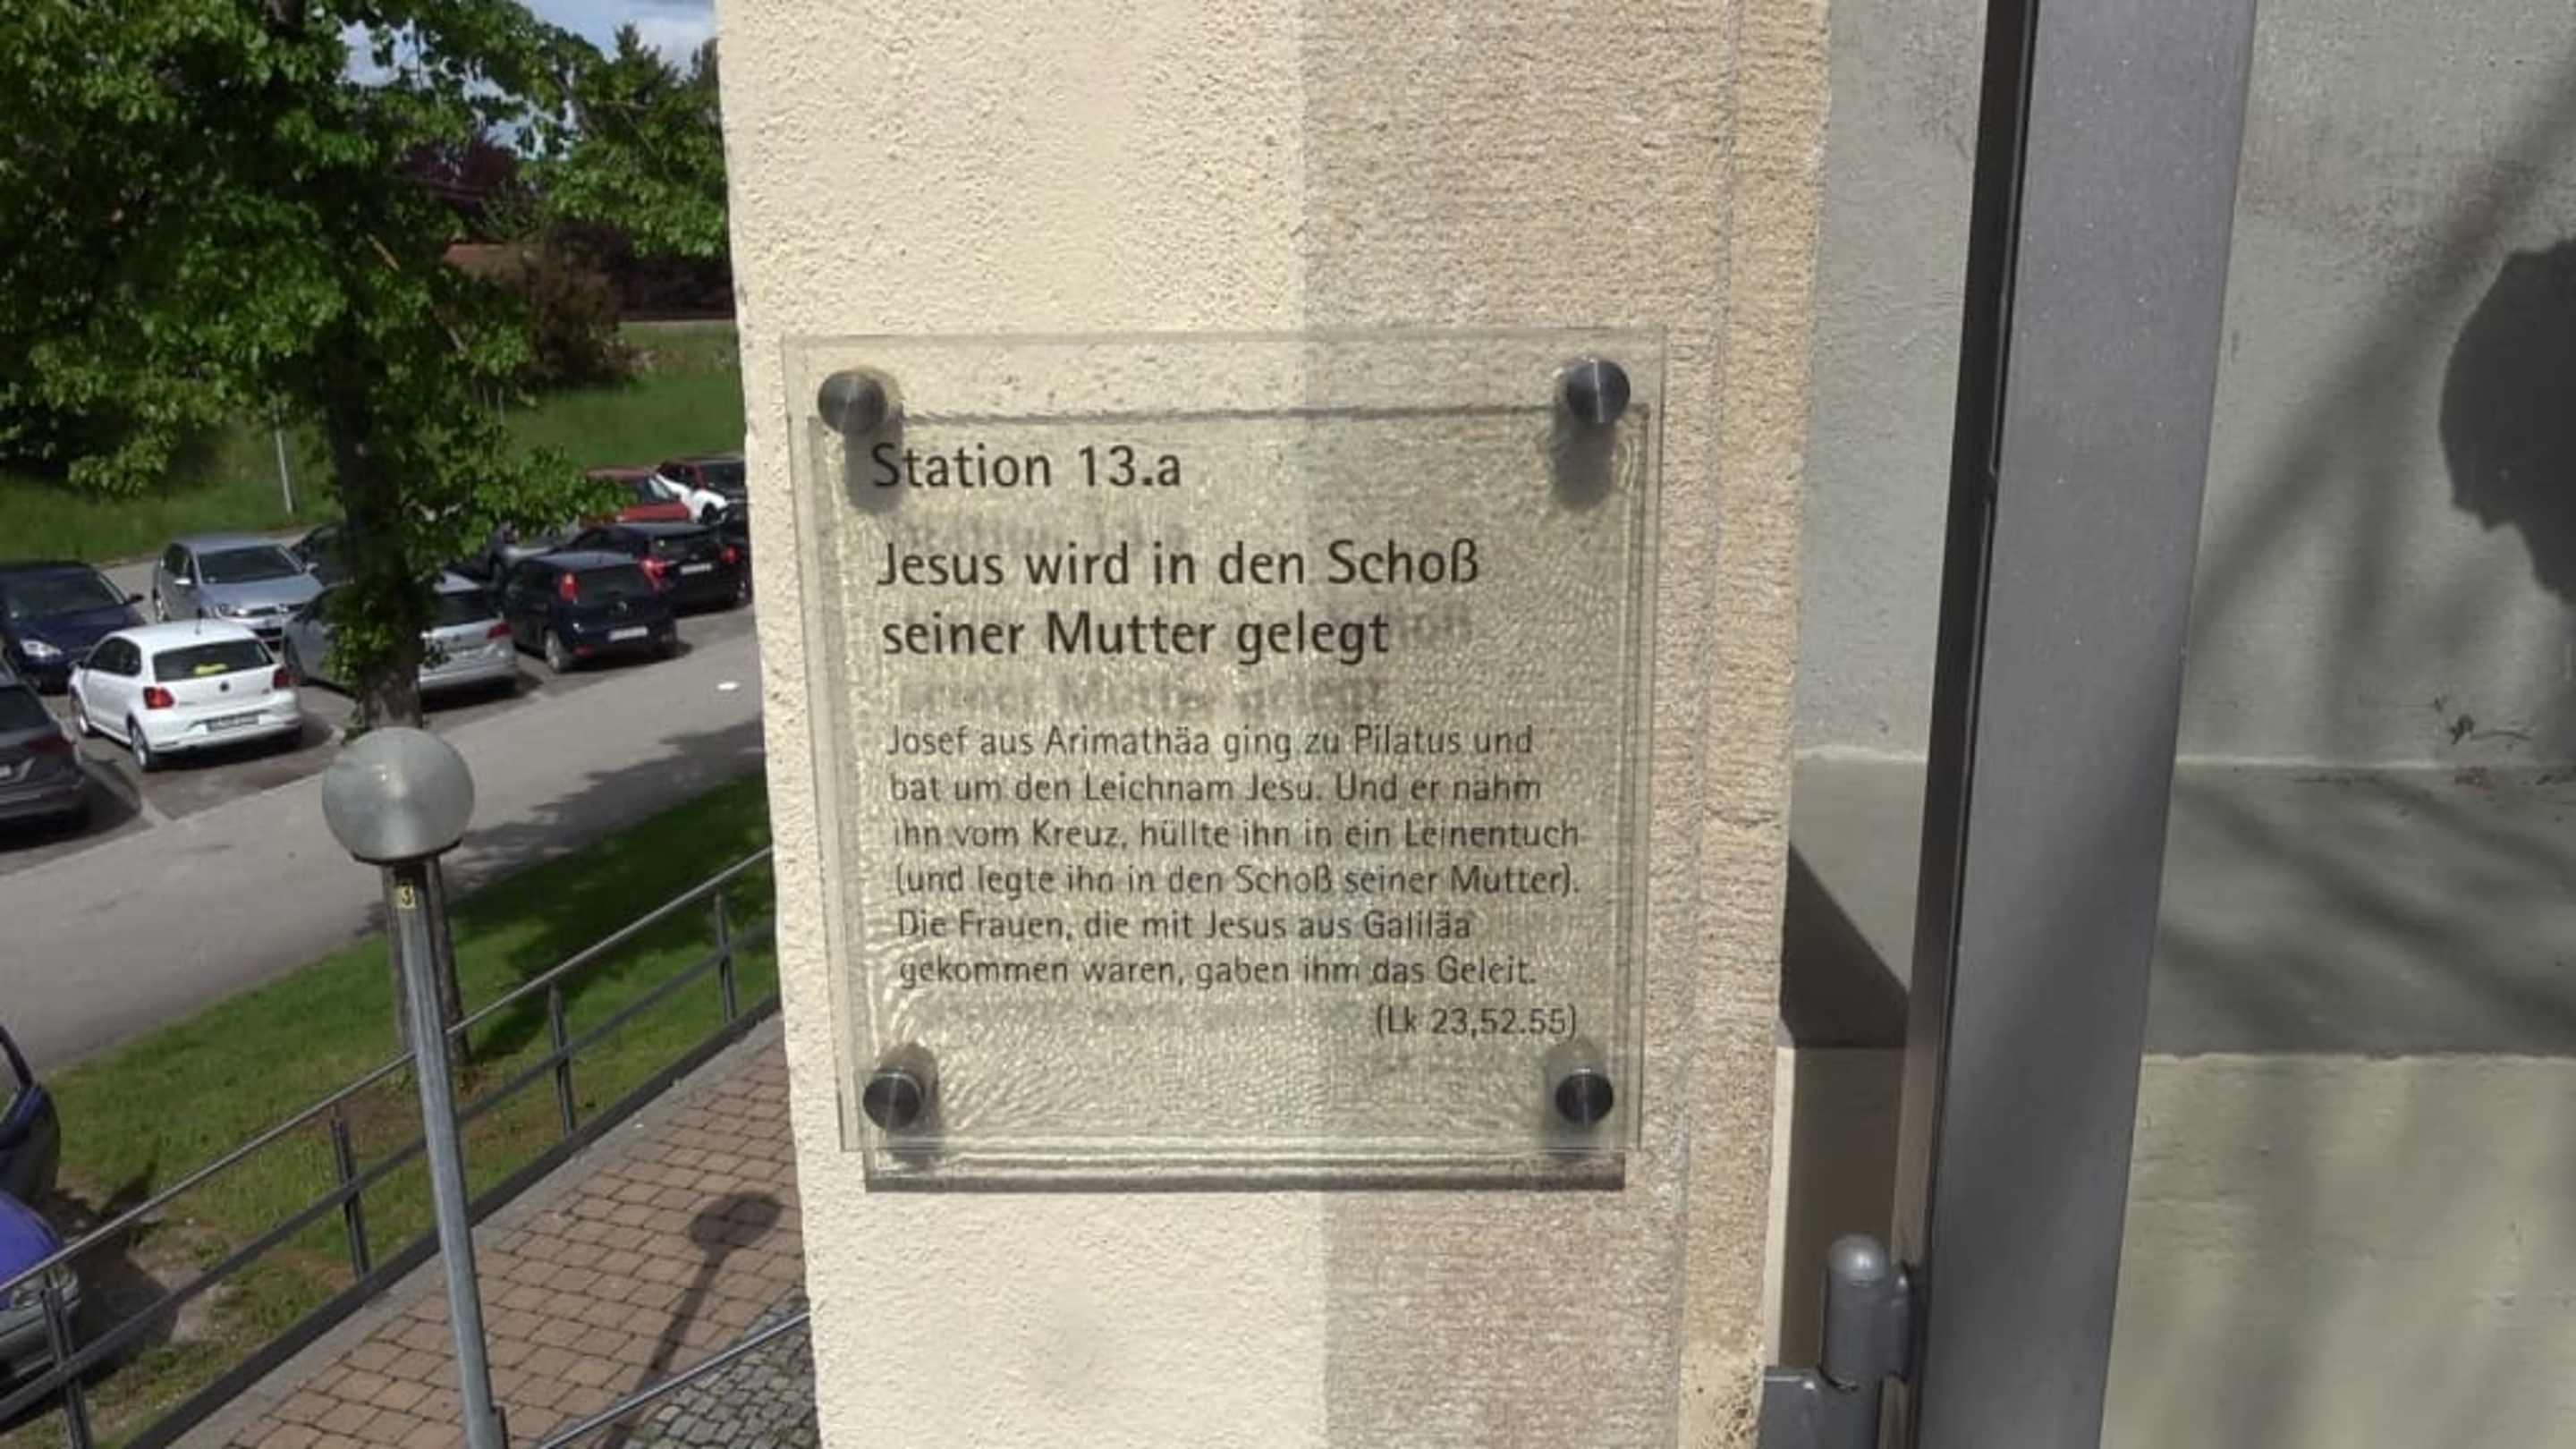 Station 13.a
Jesus wird in den Schoß
seiner Mutter gelegt
Josef aus Arimathäa ging zu Pilatus und
bat um den Leichnam Jesu. Und er nahm
ihn vom Kreuz, hüllte ihn in ein Leinentuch
(und legte ihn in den Schoß seiner Mutter).
Die Frauen, die mit Jesus aus Galiläa
gekommen waren, gaben ihm das Geleit.
(Lk 23,52.55)
3